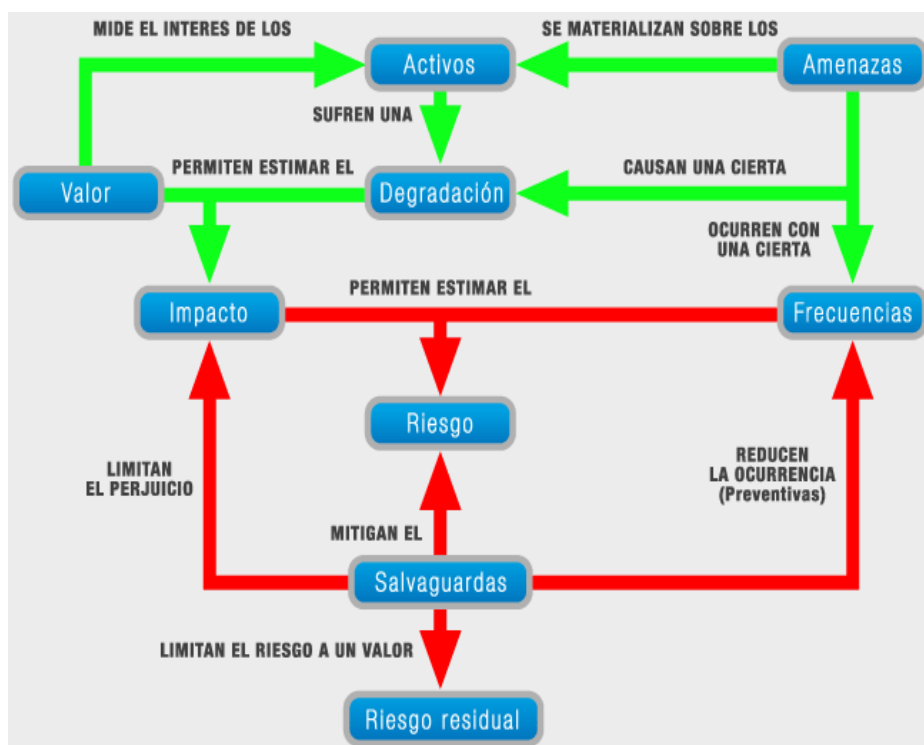 MIDE EL INTERES DE LOS
SE MATERIALIZAN SOBRE LOS
Activos
Amenazas
SUFREN UNA
PERMITEN ESTIMAR EL
CAUSAN UNA CIERTA
Valor
Degradación
OCURREN CON
UNA CIERTA
PERMITEN ESTIMAR EL
Impacto
Frecuencias
Riesgo
LIMITAN
EL PERJUICIO
REDUCEN
LA OCURRENCIA
(Preventivas)
MITIGAN EL
Salvaguardas
LIMITAN EL RIESGO A UN VALOR
Riesgo residual